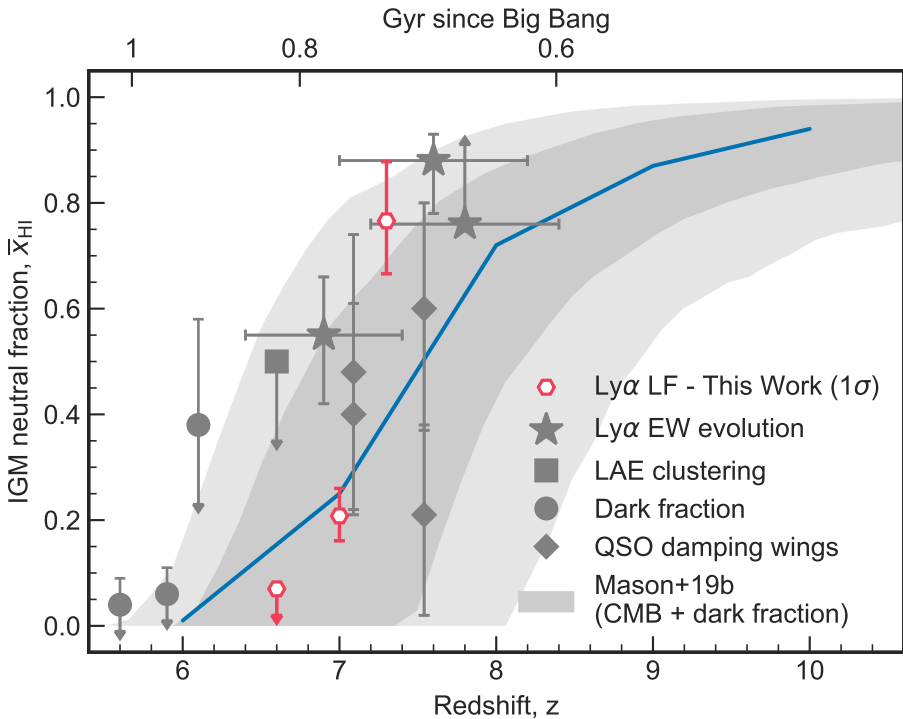 Gyr since Big Bang
1 0.8 0.6
IGM neutral fraction, x̅HI
1.0
0.8
0.6
0.4
0.2
0.0
Lyα LF - This Work (1σ)
Lyα EW evolution
LAE clustering
Dark fraction
QSO damping wings
Mason+19b
(CMB + dark fraction)
6 7 8 9 10
Redshift, z